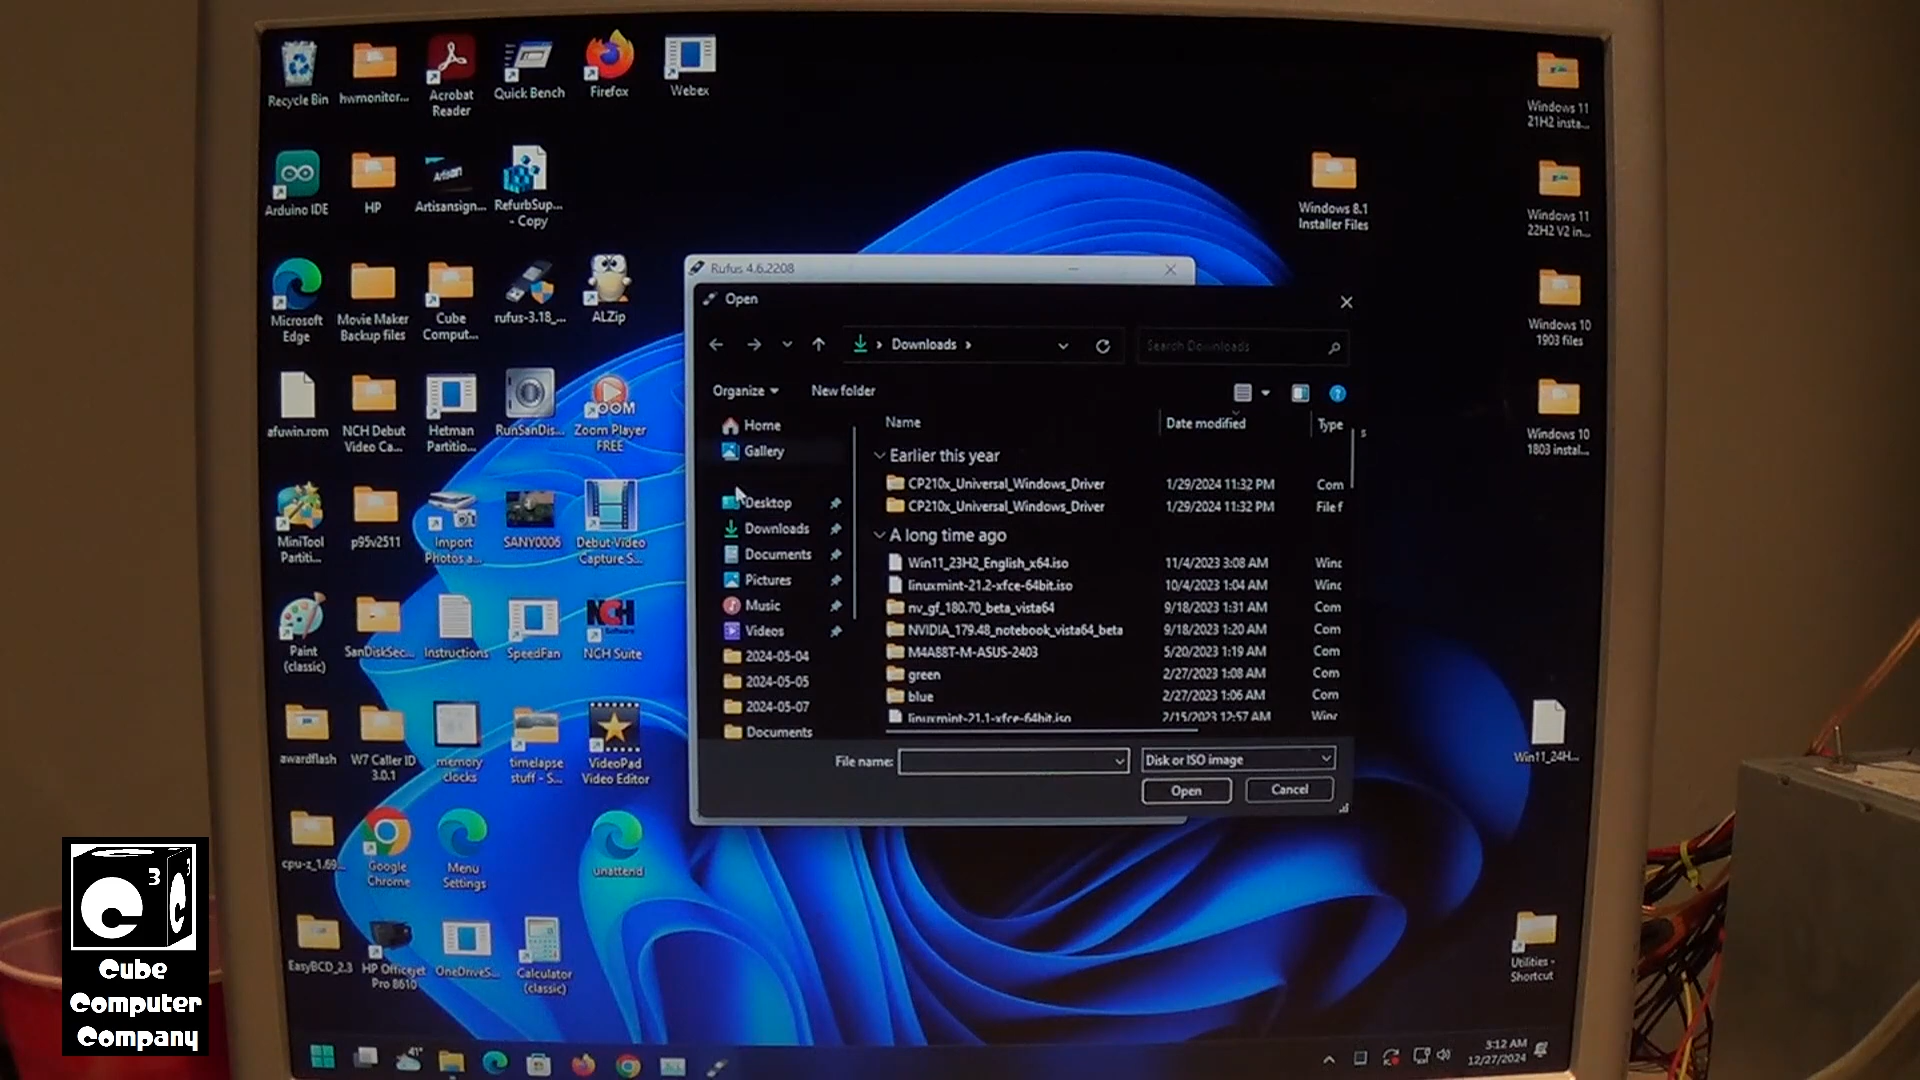 Recycle Bin
hwmonitor...
Acrobat
Reader
Quick Bench
Firefox
Webex
Windows 11
21H2 insta...
Arduino IDE
HP
Artisansign...
RefurbSup...
- Copy
Windows 8.1
Installer Files
Windows 11
22H2 V2 in...
Microsoft
Edge
Movie Maker
Backup files
Cube
Comput...
rufus-3.18_...
ALZip
Windows 10
1903 files
afuwin.rom
NCH Debut
Video Ca...
Hetman
Partitio...
RunSanDis...
Zoom Player
FREE
Windows 10
1803 instal...
MiniTool
Partiti...
p95v2511
Import
Photos a...
SANY0006
Debut Video
Capture S...
Paint
(classic)
SanDiskSec...
Instructions
SpeedFan
NCH Suite
awardflash
W7 Caller ID
3.0.1
memory
clocks
timelapse
stuff - S...
VideoPad
Video Editor
Win11_24H...
cpu-z_1.69...
Google
Chrome
Menu
Settings
unattend
EasyBCD_2.3
HP Officejet
Pro 8610
OneDriveS...
Calculator
(classic)
Utilities -
Shortcut
Rufus 4.6.2208
Open
Downloads
Search Downloads
Organize
New folder
Home
Gallery
Desktop
Downloads
Documents
Pictures
Music
Videos
2024-05-04
2024-05-05
2024-05-07
Documents
Name Date modified Type
Earlier this year
CP210x_Universal_Windows_Driver 1/29/2024 11:32 PM Com
CP210x_Universal_Windows_Driver 1/29/2024 11:32 PM File f
A long time ago
Win11_23H2_English_x64.iso 11/4/2023 3:08 AM Winc
linuxmint-21.2-xfce-64bit.iso 10/4/2023 1:04 AM Winc
nv_gf_180.70_beta_vista64 9/18/2023 1:31 AM Com
NVIDIA_179.48_notebook_vista64_beta 9/18/2023 1:20 AM Com
M4A88T-M-ASUS-2403 5/20/2023 1:19 AM Com
green 2/27/2023 1:08 AM Com
blue 2/27/2023 1:06 AM Com
linuxmint-21.1-xfce-64bit.iso 2/15/2023 12:57 AM Winc
File name:
Disk or ISO image
Open
Cancel
41°
3:12 AM
12/27/2024
C3
Cube
Computer
Company